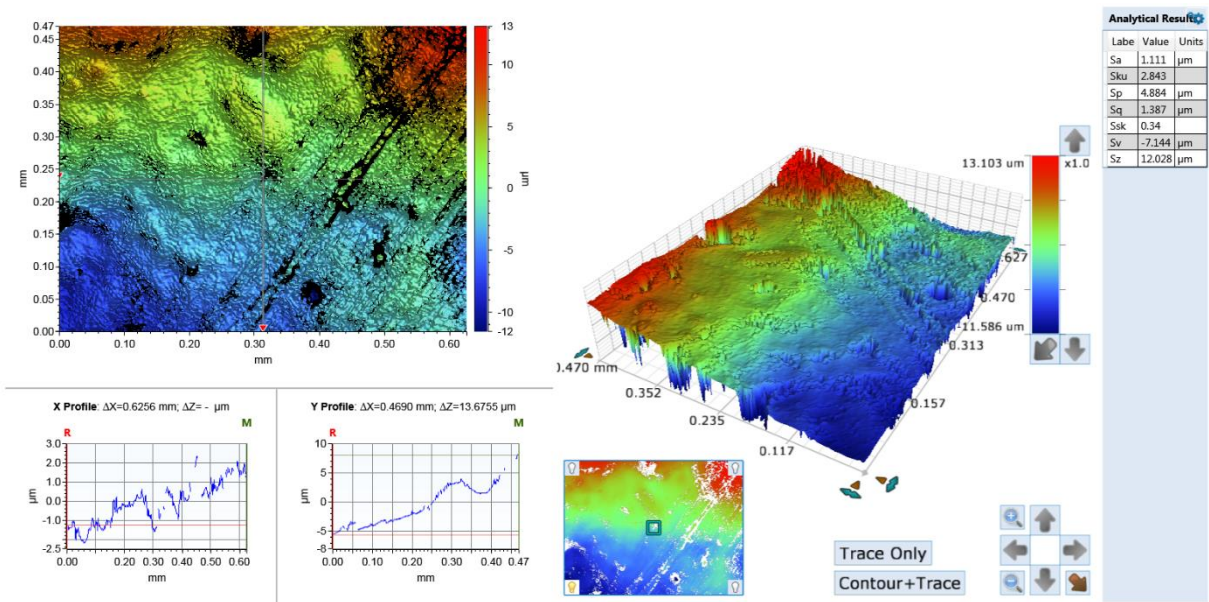 0.47
0.45
0.40
0.35
0.30
0.25
0.20
0.15
0.10
0.05
0.00
mm
0.00 0.10 0.20 0.30 0.40 0.50 0.60
mm
13
10
5
0
-5
-10
-12
µm
X Profile: ΔX=0.6256 mm; ΔZ= - µm
R M
3.0
2.0
1.0
0.0
-1.0
-2.5
µm
0.00 0.10 0.20 0.30 0.40 0.50 0.63
mm
Y Profile: ΔX=0.4690 mm; ΔZ=13.6755 µm
R M
10
5
0
-5
-8
µm
0.00 0.10 0.20 0.30 0.47
mm
13.103 um
x1.0
-11.586 um
.627
0.470
0.313
0.157
0.470 mm
0.352
0.235
0.117
Trace Only
Contour+Trace
Analytical Results
Labe Value Units
Sa 1.111 µm
Sku 2.843
Sp 4.884 µm
Sq 1.387 µm
Ssk 0.34
Sv -7.144 µm
Sz 12.028 µm